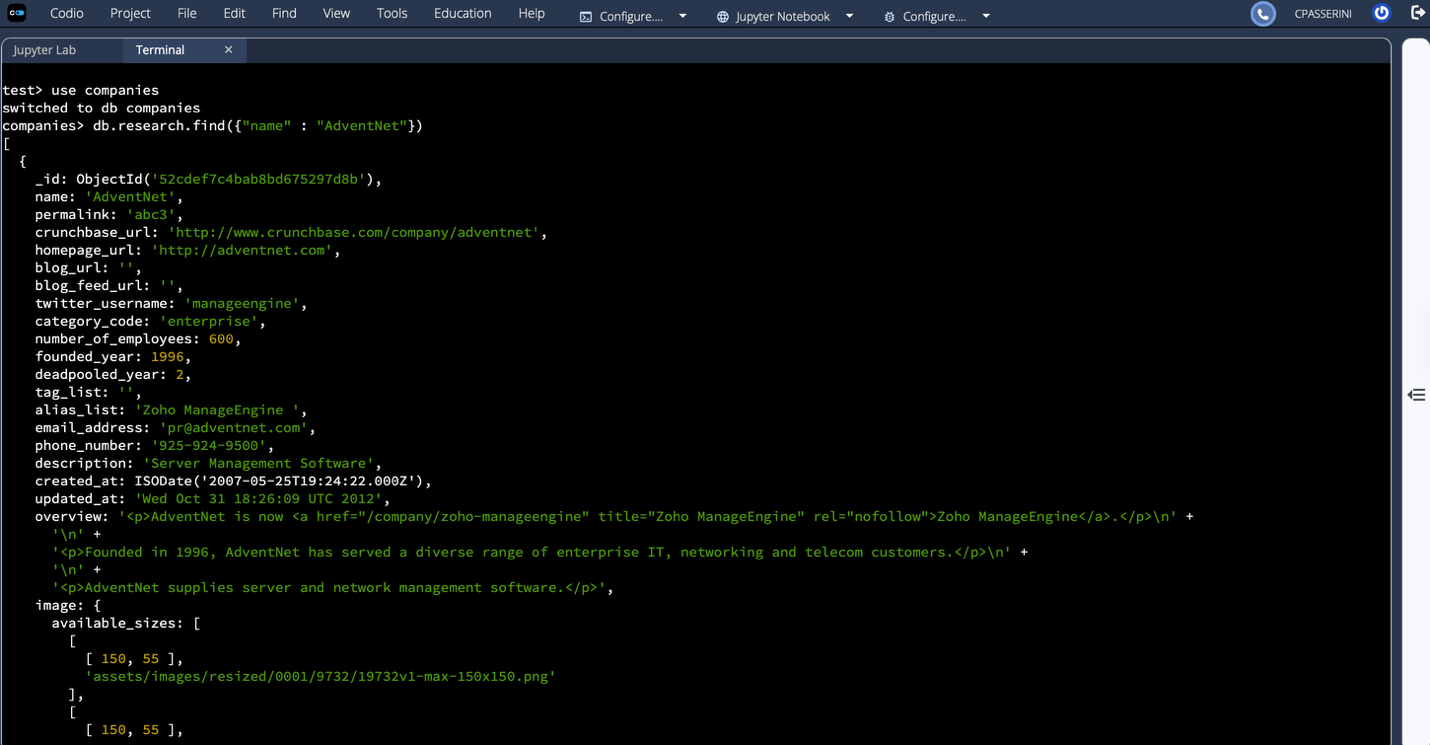 Codio Project File Edit Find View Tools Education Help Configure.... Jupyter Notebook Configure.... CPASSERINI
Jupyter Lab Terminal ×
test> use companies
switched to db companies
companies> db.research.find({"name" : "AdventNet"})
[
  {
    _id: ObjectId('52cdef7c4bab8bd675297d8b'),
    name: 'AdventNet',
    permalink: 'abc3',
    crunchbase_url: 'http://www.crunchbase.com/company/adventnet',
    homepage_url: 'http://adventnet.com',
    blog_url: '',
    blog_feed_url: '',
    twitter_username: 'manageengine',
    category_code: 'enterprise',
    number_of_employees: 600,
    founded_year: 1996,
    deadpooled_year: 2,
    tag_list: '',
    alias_list: 'Zoho ManageEngine ',
    email_address: 'pr@adventnet.com',
    phone_number: '925-924-9500',
    description: 'Server Management Software',
    created_at: ISODate('2007-05-25T19:24:22.000Z'),
    updated_at: 'Wed Oct 31 18:26:09 UTC 2012',
    overview: '<p>AdventNet is now <a href="/company/zoho-manageengine" title="Zoho ManageEngine" rel="nofollow">Zoho ManageEngine</a>.</p>\n' +
      '\n' +
      '<p>Founded in 1996, AdventNet has served a diverse range of enterprise IT, networking and telecom customers.</p>\n' +
      '\n' +
      '<p>AdventNet supplies server and network management software.</p>',
    image: {
      available_sizes: [
        [
          [ 150, 55 ],
          'assets/images/resized/0001/9732/19732v1-max-150x150.png'
        ],
        [
          [ 150, 55 ],